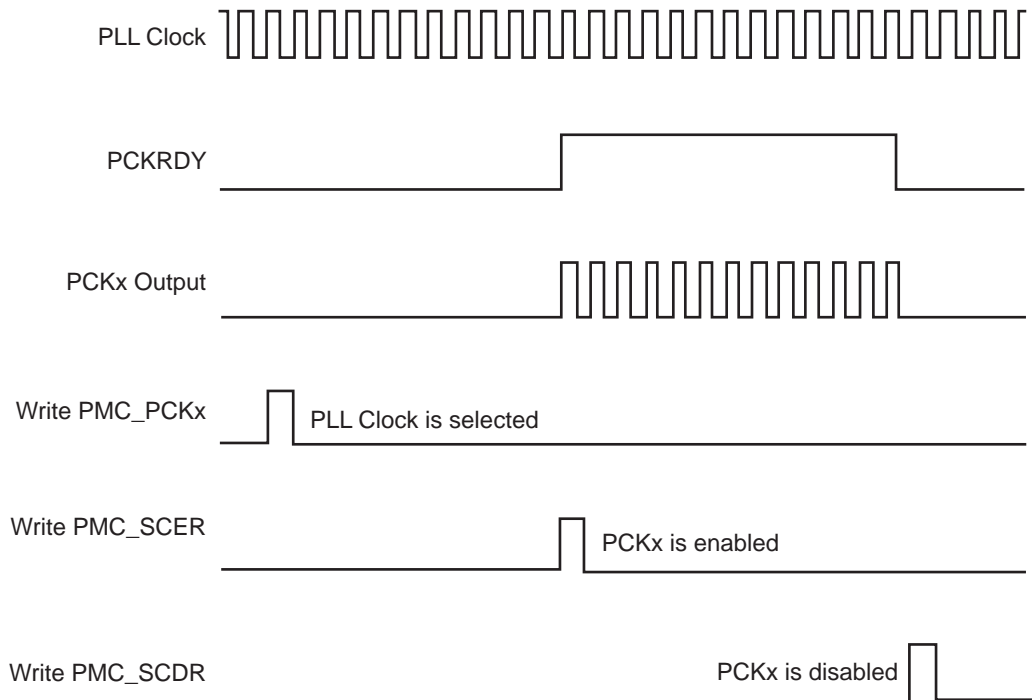 PLL Clock
PCKRDY
PCKx Output
Write PMC_PCKx
PLL Clock is selected
Write PMC_SCER
PCKx is enabled
Write PMC_SCDR
PCKx is disabled